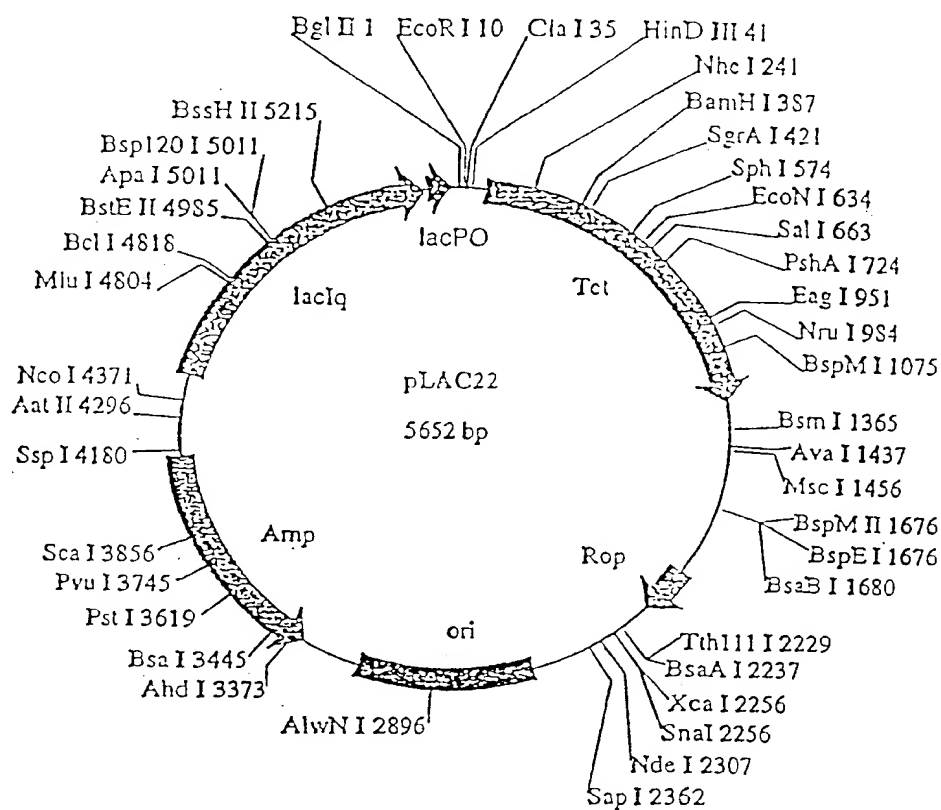 Bgl II 1
EcoR I 10
Cla I 35
HinD III 41
Nhe I 241
BamH I 387
SgrA I 421
Sph I 574
EcoN I 634
Sal I 663
PshA I 724
Eag I 951
Nru I 984
BspM I 1075
Bsm I 1365
Ava I 1437
Msc I 1456
BspM II 1676
BspE I 1676
BsaB I 1680
Tth111 I 2229
BsaA I 2237
Xca I 2256
SnaI 2256
Nde I 2307
Sap I 2362
AlwN I 2896
Ahd I 3373
Bsa I 3445
Pst I 3619
Pvu I 3745
Sca I 3856
Ssp I 4180
Aat II 4296
Nco I 4371
Mlu I 4804
Bcl I 4818
BstE II 4985
Apa I 5011
Bsp120 I 5011
BssH II 5215
lacPO
lacIq
Tet
pLAC22
5652 bp
Amp
Rop
ori